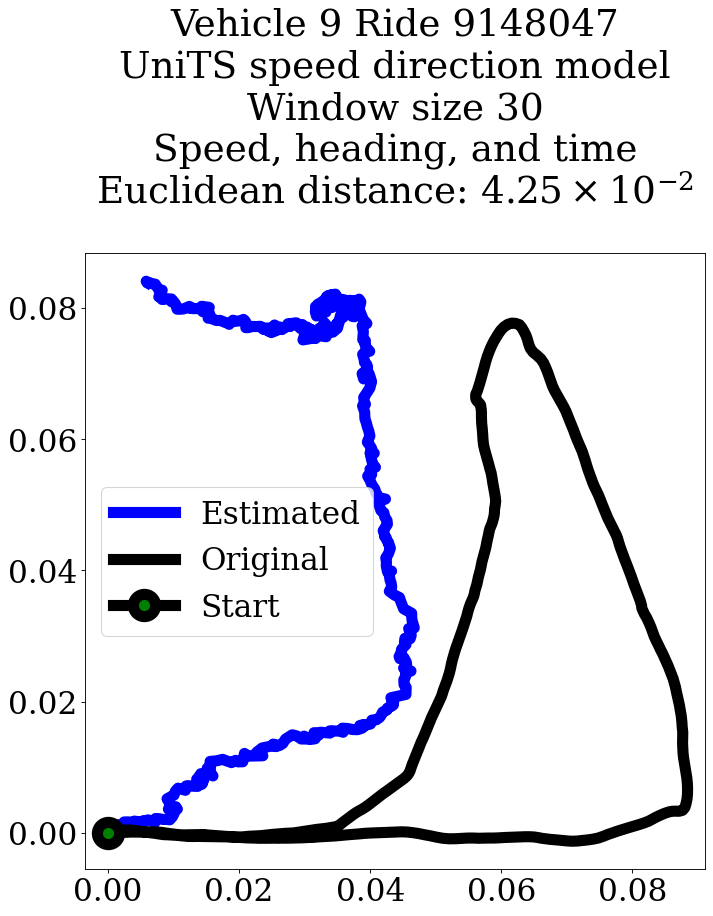 Vehicle 9 Ride 9148047
UniTS speed direction model
Window size 30
Speed, heading, and time
Euclidean distance: 4.25 × 10⁻²
0.08
0.06
0.04
0.02
0.00
Estimated
Original
Start
0.00 0.02 0.04 0.06 0.08